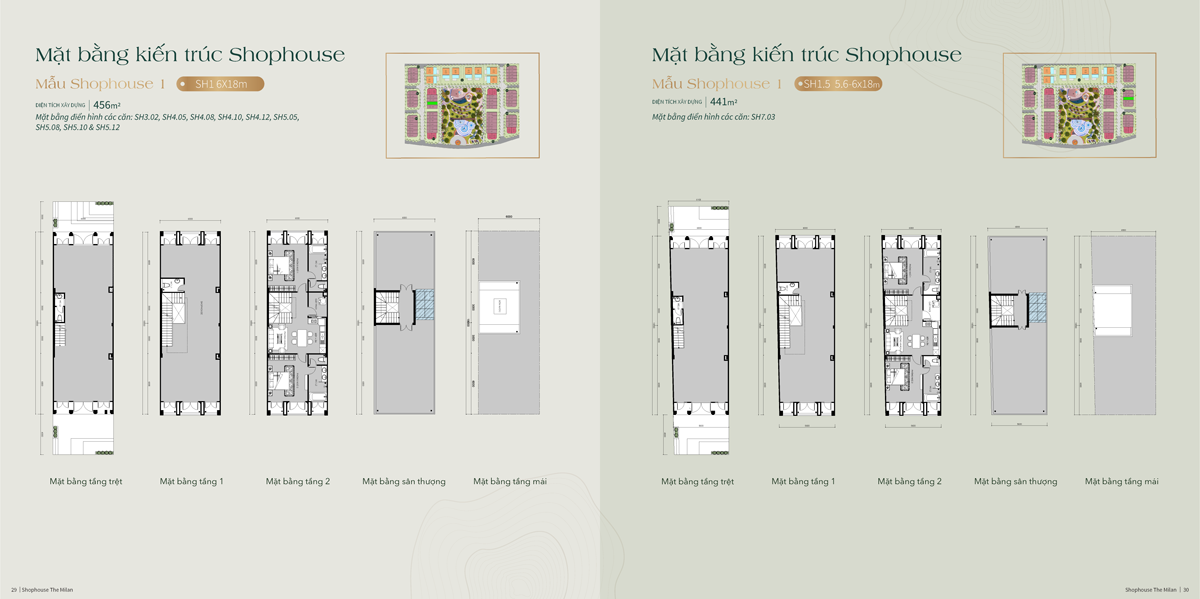 Mặt bằng kiến trúc Shophouse
Mẫu Shophouse 1 SH1 6X18m
DIỆN TÍCH XÂY DỰNG | 456m²
Mặt bằng điển hình các căn: SH3.02, SH4.05, SH4.08, SH4.10, SH4.12, SH5.05,
SH5.08, SH5.10 & SH5.12
Mặt bằng tầng trệt
Mặt bằng tầng 1
Mặt bằng tầng 2
Mặt bằng sân thượng
Mặt bằng tầng mái
29 | Shophouse The Milan
Mặt bằng kiến trúc Shophouse
Mẫu Shophouse 1 SH1.5 5,6-6x18m
DIỆN TÍCH XÂY DỰNG | 441m²
Mặt bằng điển hình các căn: SH7.03
Mặt bằng tầng trệt
Mặt bằng tầng 1
Mặt bằng tầng 2
Mặt bằng sân thượng
Mặt bằng tầng mái
Shophouse The Milan | 30